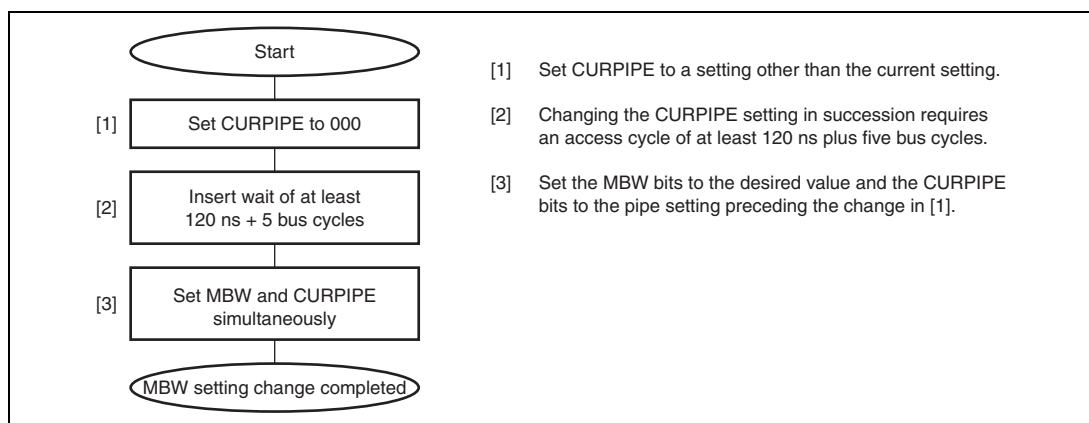 Start
[1] Set CURPIPE to 000
[2] Insert wait of at least
120 ns + 5 bus cycles
[3] Set MBW and CURPIPE
simultaneously
MBW setting change completed
[1] Set CURPIPE to a setting other than the current setting.
[2] Changing the CURPIPE setting in succession requires
an access cycle of at least 120 ns plus five bus cycles.
[3] Set the MBW bits to the desired value and the CURPIPE
bits to the pipe setting preceding the change in [1].